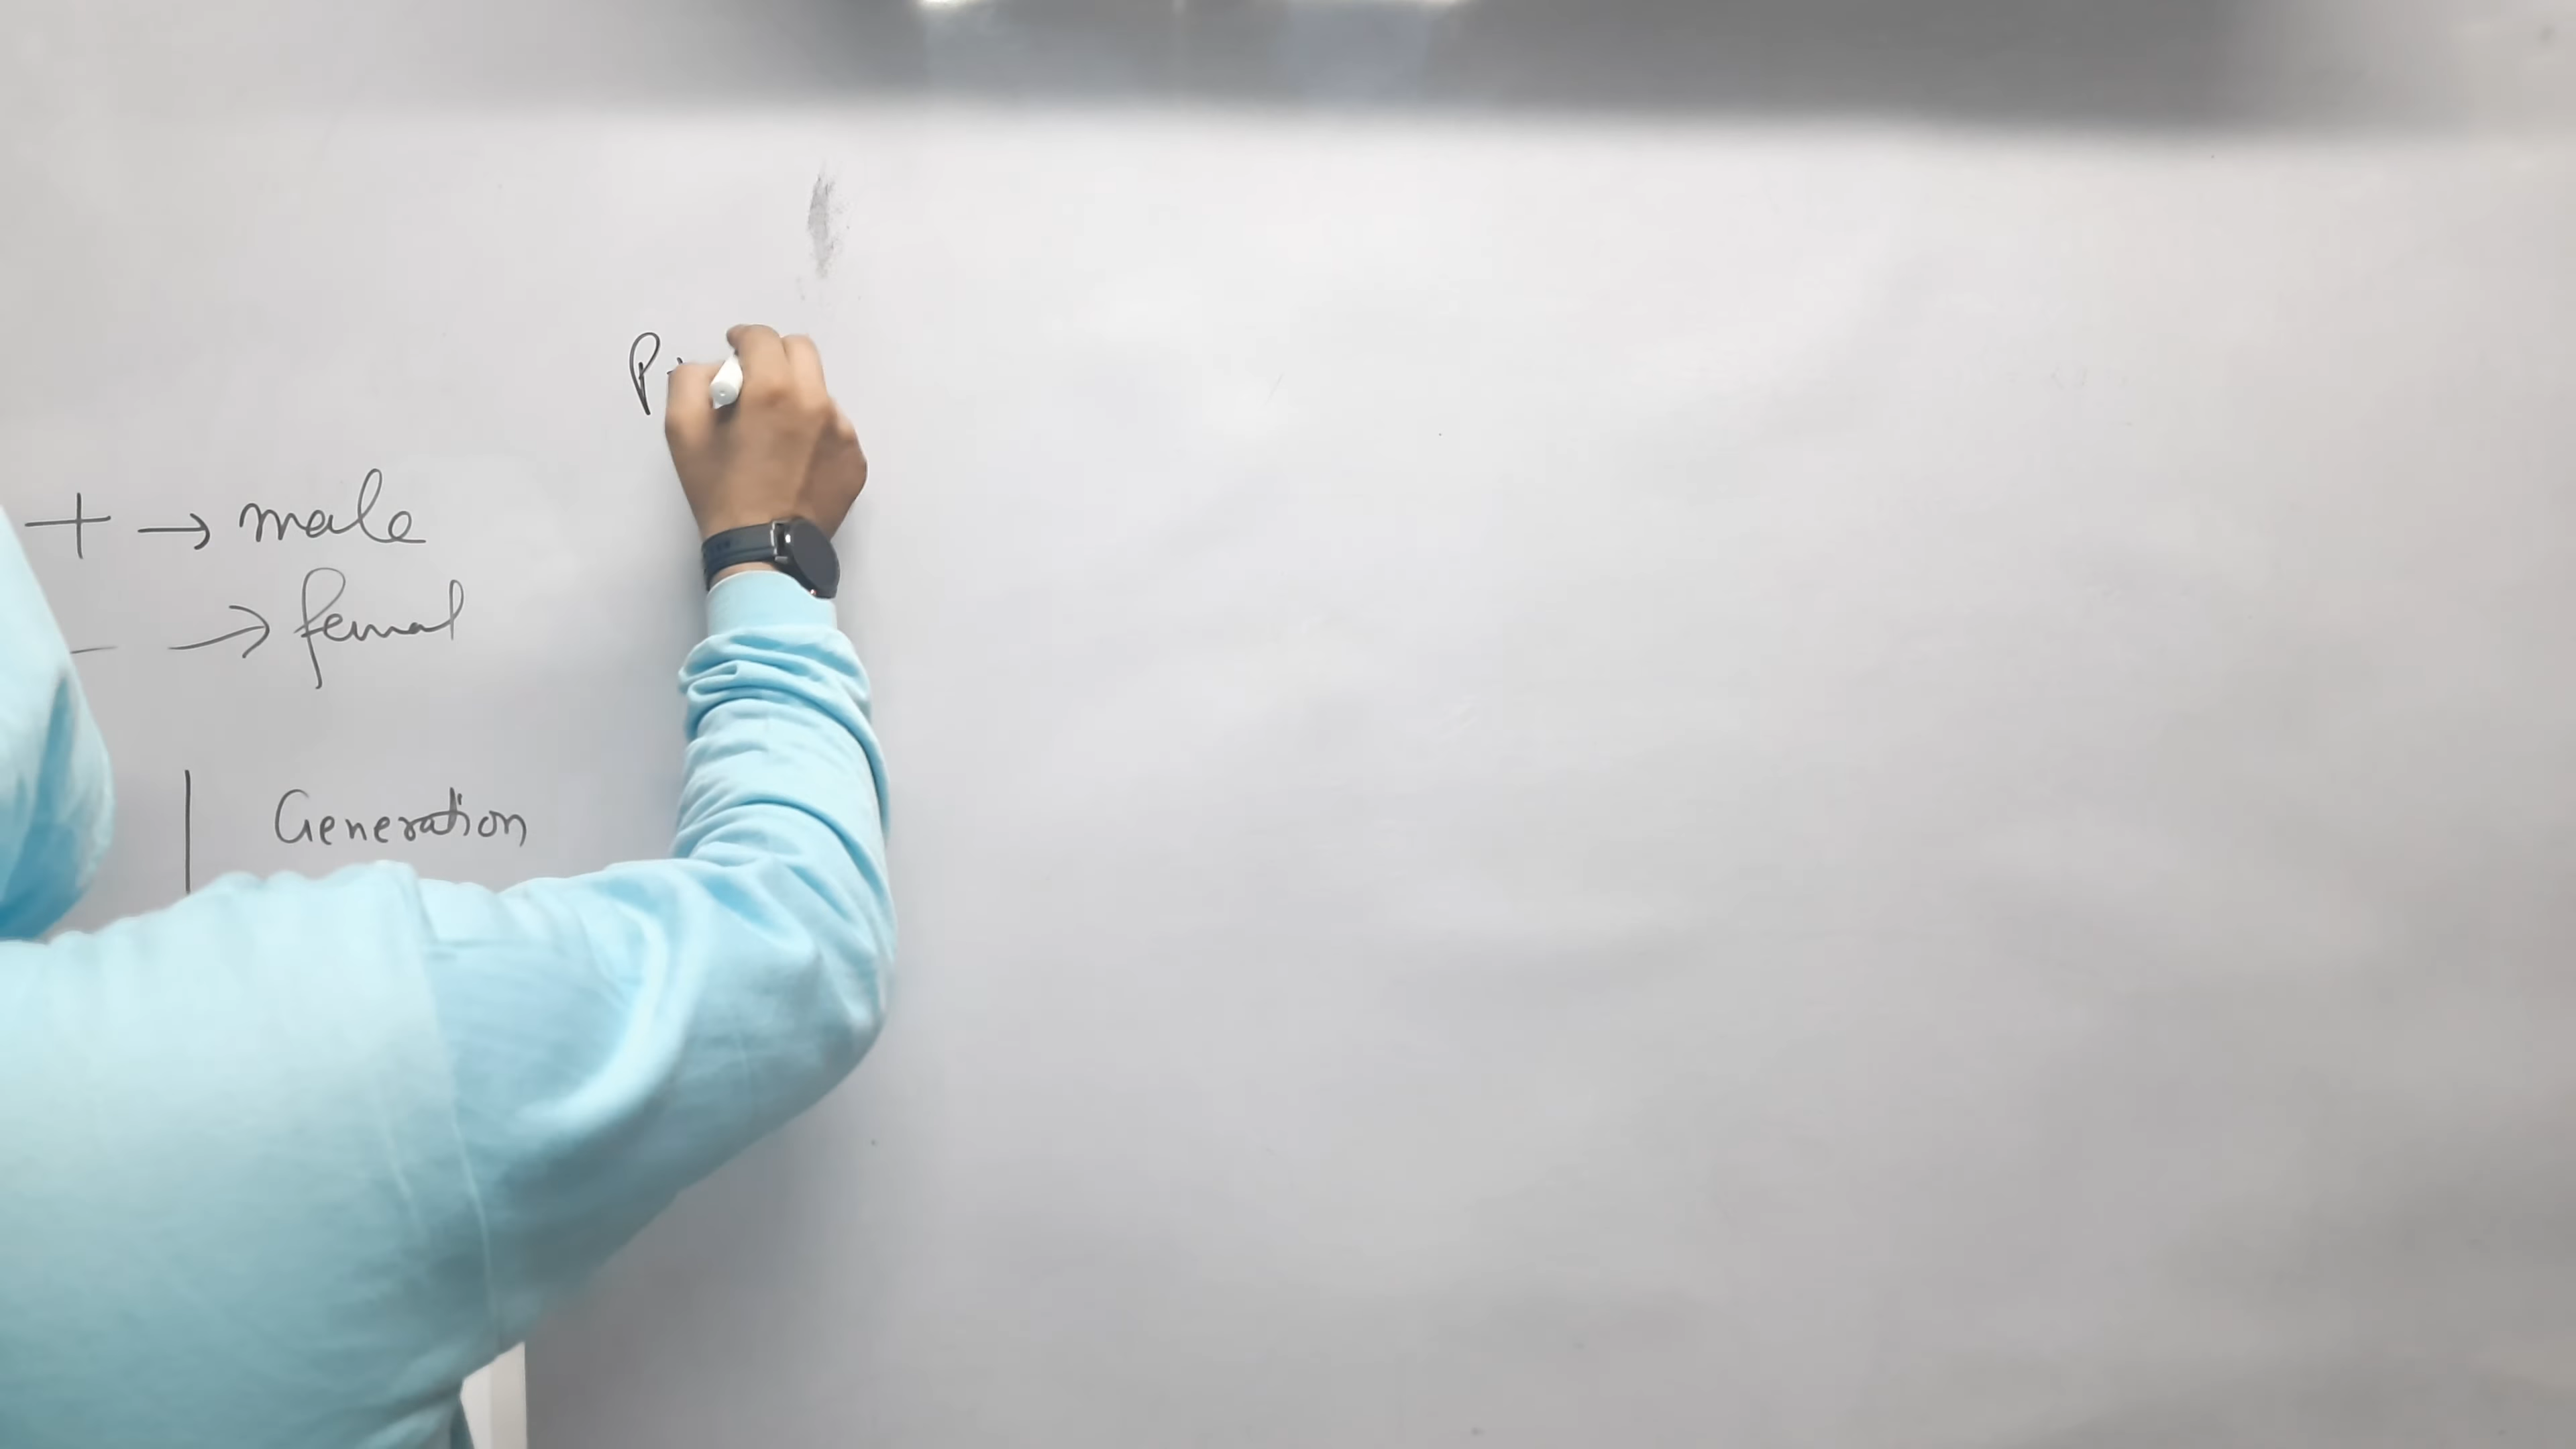 P
+ → male
- → femal
| Generation